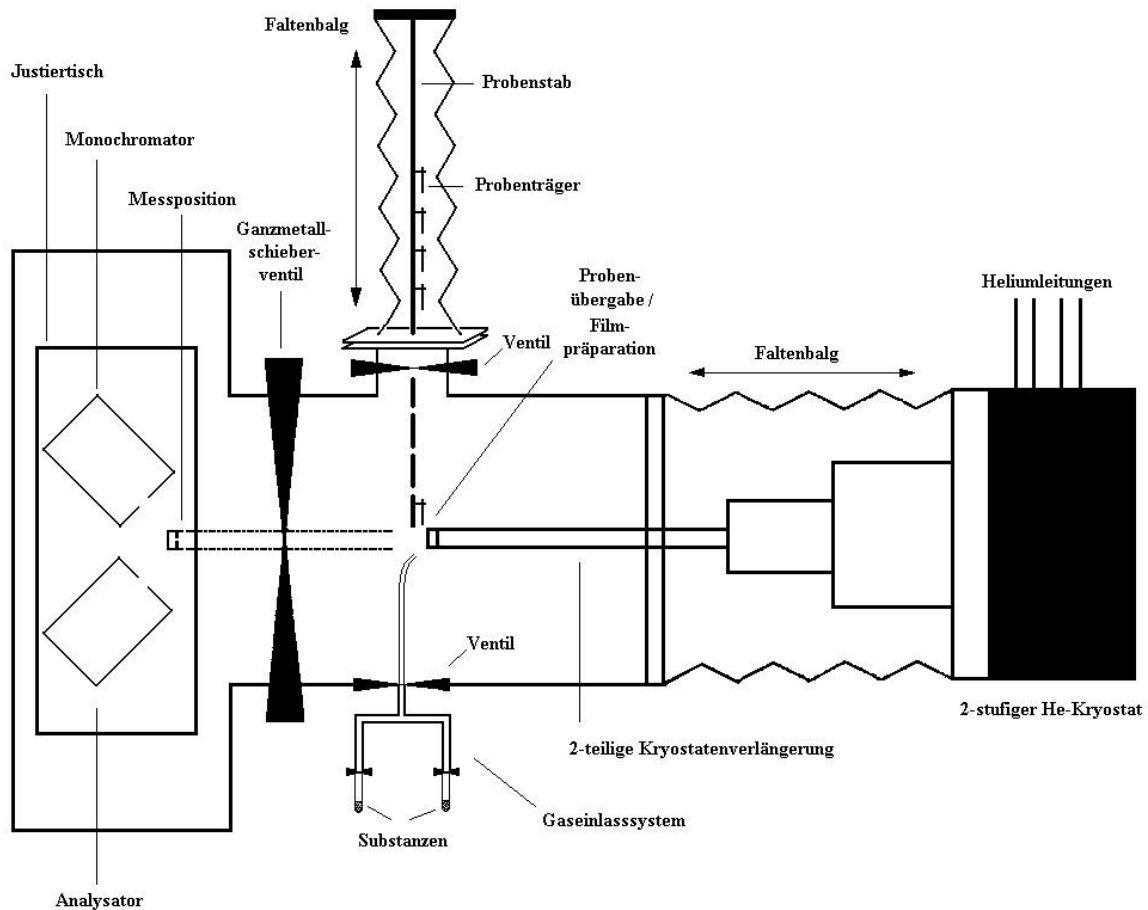 Faltenbalg
Justiertisch
Probenstab
Monochromator
Probenträger
Messposition
Ganzmetall-
schieber-
ventil
Proben-
übergabe /
Film-
präparation
Heliumleitungen
Ventil
Faltenbalg
Ventil
2-stufiger He-Kryostat
2-teilige Kryostatenverlängerung
Gaseinlasssystem
Substanzen
Analysator